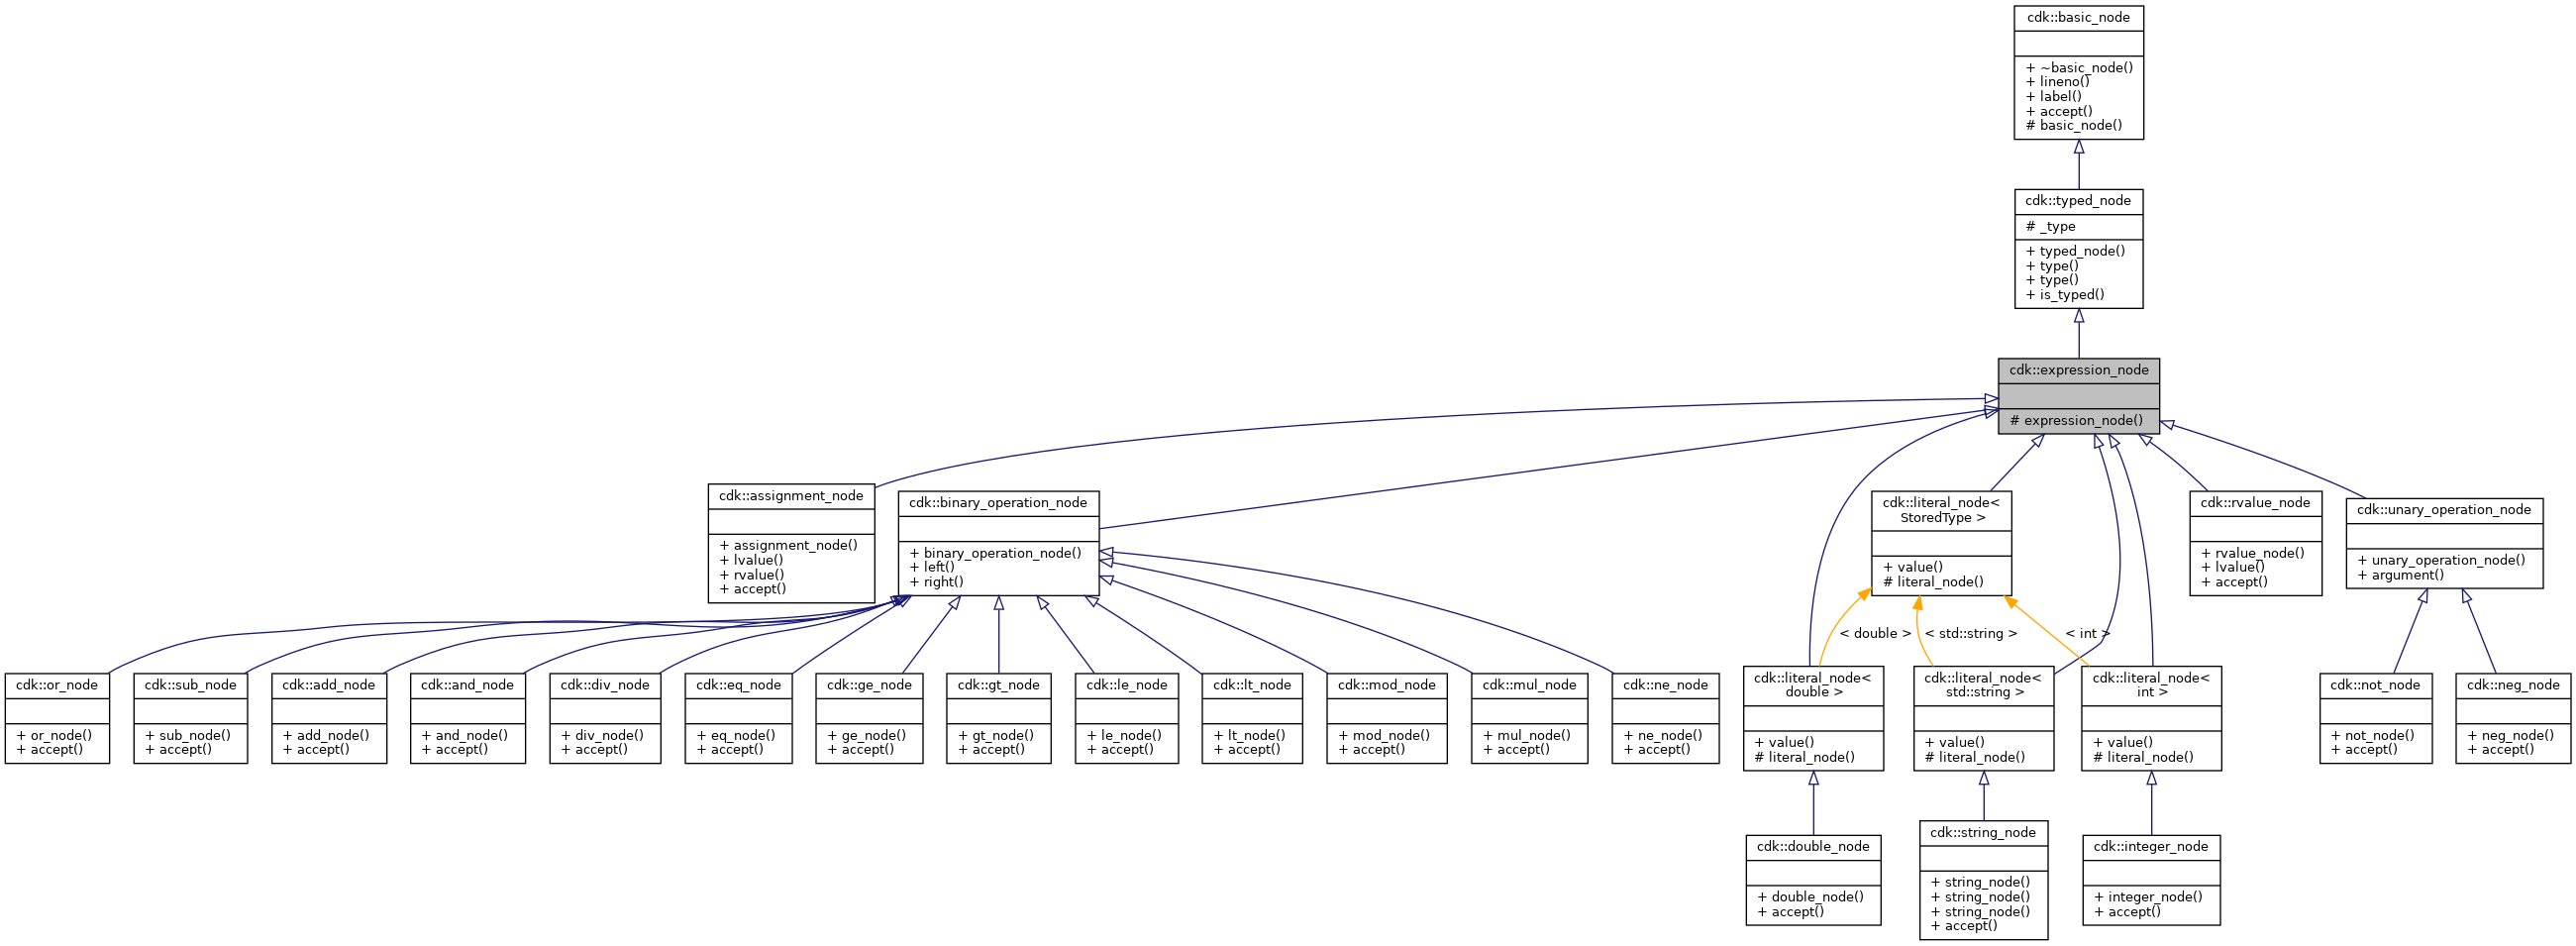 cdk::basic_node
+ ~basic_node()
+ lineno()
+ label()
+ accept()
# basic_node()
cdk::typed_node
# _type
+ typed_node()
+ type()
+ type()
+ is_typed()
cdk::expression_node
# expression_node()
cdk::assignment_node
+ assignment_node()
+ lvalue()
+ rvalue()
+ accept()
cdk::binary_operation_node
+ binary_operation_node()
+ left()
+ right()
cdk::literal_node<
StoredType >
+ value()
# literal_node()
cdk::rvalue_node
+ rvalue_node()
+ lvalue()
+ accept()
cdk::unary_operation_node
+ unary_operation_node()
+ argument()
< double >
< std::string >
< int >
cdk::or_node
+ or_node()
+ accept()
cdk::sub_node
+ sub_node()
+ accept()
cdk::add_node
+ add_node()
+ accept()
cdk::and_node
+ and_node()
+ accept()
cdk::div_node
+ div_node()
+ accept()
cdk::eq_node
+ eq_node()
+ accept()
cdk::ge_node
+ ge_node()
+ accept()
cdk::gt_node
+ gt_node()
+ accept()
cdk::le_node
+ le_node()
+ accept()
cdk::lt_node
+ lt_node()
+ accept()
cdk::mod_node
+ mod_node()
+ accept()
cdk::mul_node
+ mul_node()
+ accept()
cdk::ne_node
+ ne_node()
+ accept()
cdk::literal_node<
double >
+ value()
# literal_node()
cdk::literal_node<
std::string >
+ value()
# literal_node()
cdk::literal_node<
int >
+ value()
# literal_node()
cdk::not_node
+ not_node()
+ accept()
cdk::neg_node
+ neg_node()
+ accept()
cdk::double_node
+ double_node()
+ accept()
cdk::string_node
+ string_node()
+ string_node()
+ string_node()
+ accept()
cdk::integer_node
+ integer_node()
+ accept()